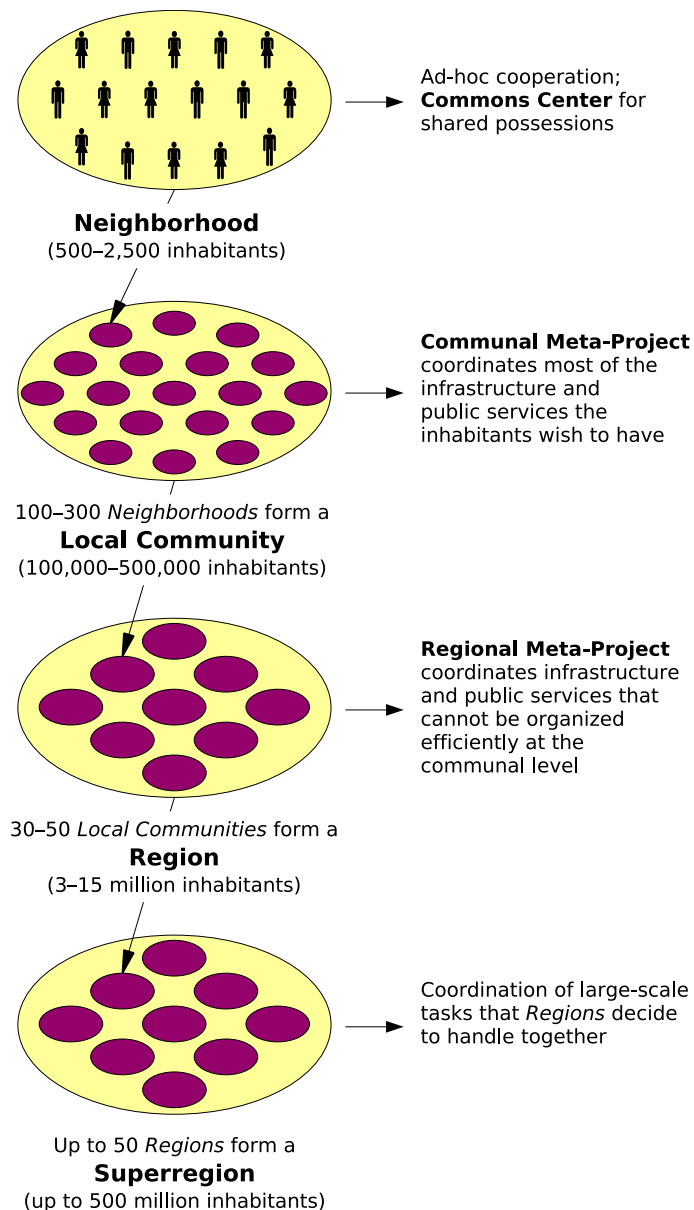 Ad-hoc cooperation;
Commons Center for
shared possessions
Neighborhood
(500–2,500 inhabitants)
Communal Meta-Project
coordinates most of the
infrastructure and
public services the
inhabitants wish to have
100–300 Neighborhoods form a
Local Community
(100,000–500,000 inhabitants)
Regional Meta-Project
coordinates infrastructure
and public services that
cannot be organized
efficiently at the
communal level
30–50 Local Communities form a
Region
(3–15 million inhabitants)
Coordination of large-scale
tasks that Regions decide
to handle together
Up to 50 Regions form a
Superregion
(up to 500 million inhabitants)